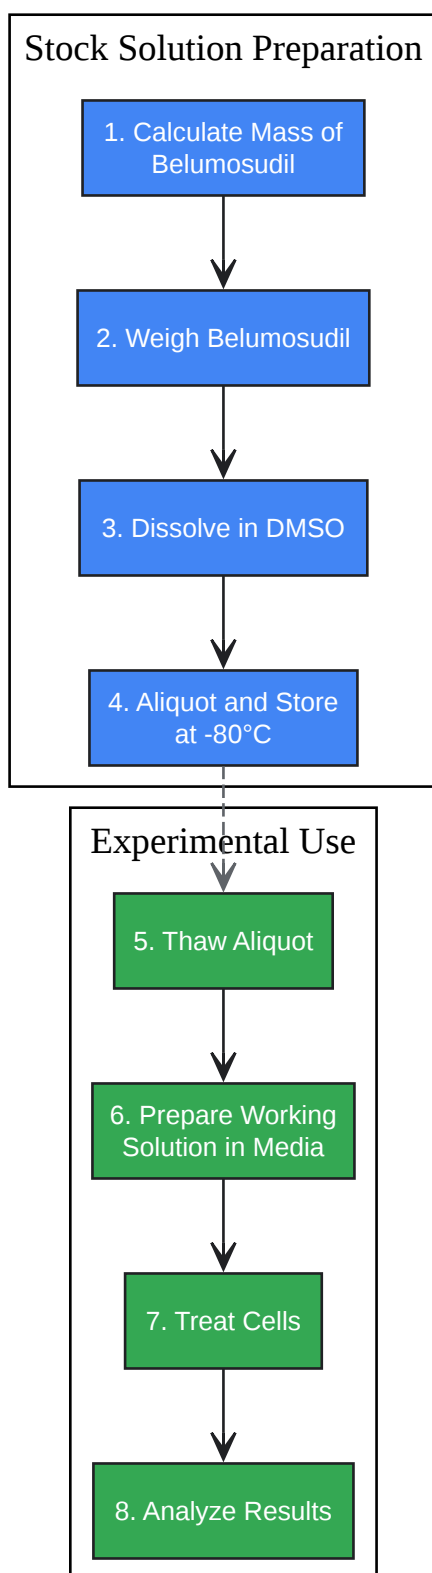 Stock Solution Preparation
1. Calculate Mass of
Belumosudil
2. Weigh Belumosudil
3. Dissolve in DMSO
4. Aliquot and Store
at -80°C
Experimental Use
5. Thaw Aliquot
6. Prepare Working
Solution in Media
7. Treat Cells
8. Analyze Results